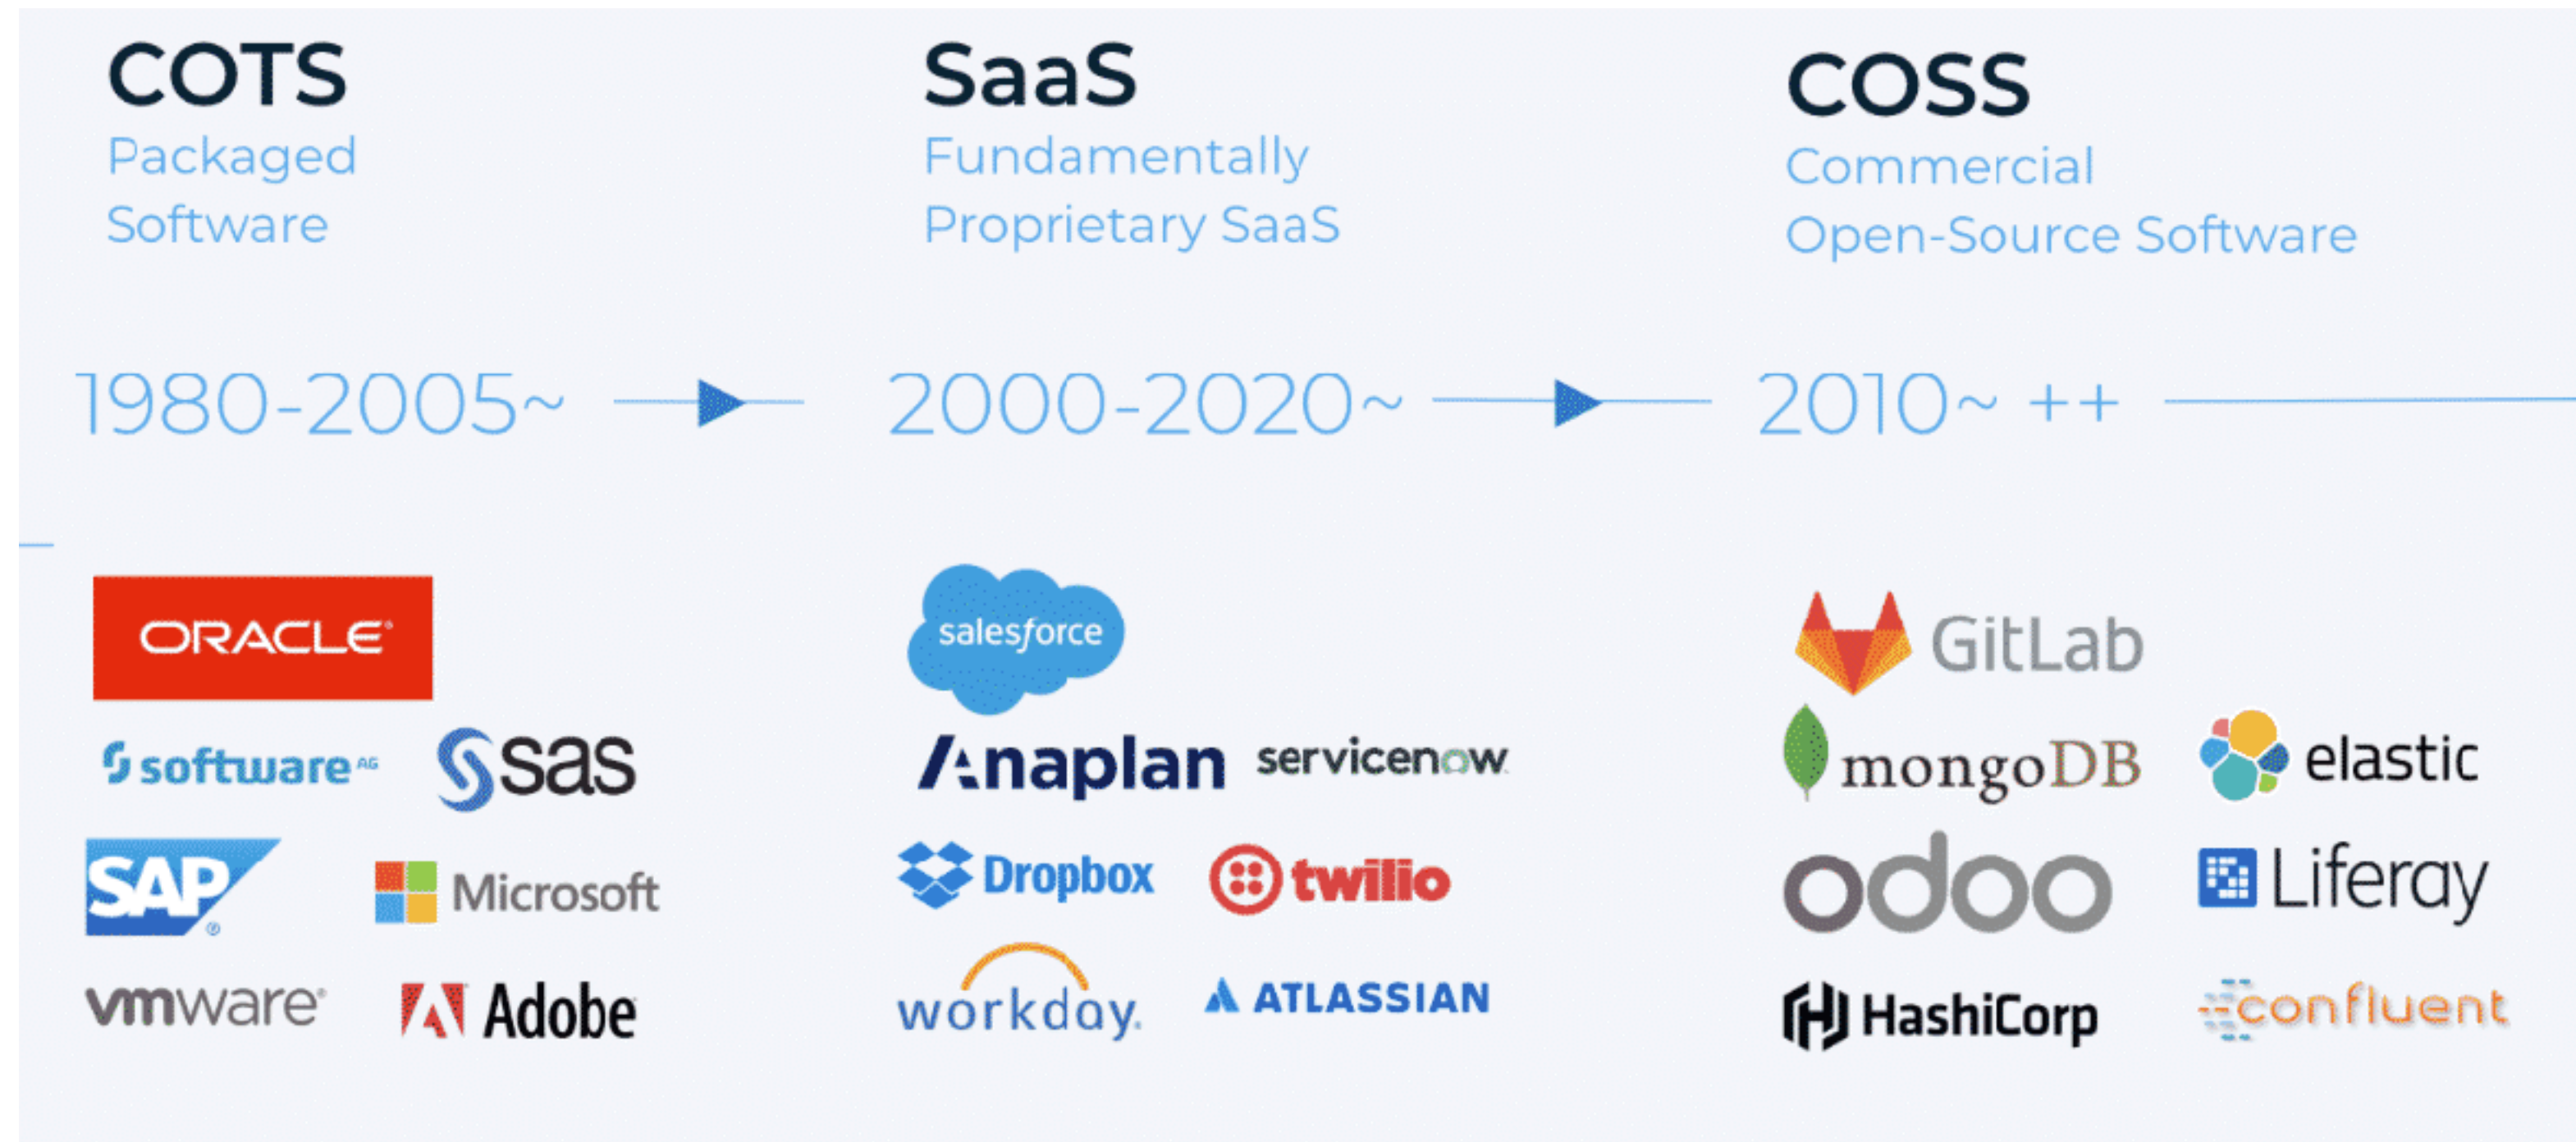 COTS
Packaged
Software
1980-2005~
ORACLE®
software AG
sas
SAP®
Microsoft
vmware®
Adobe
SaaS
Fundamentally
Proprietary SaaS
2000-2020~
salesforce
Anaplan
servicenow
Dropbox
twilio
workday.
ATLASSIAN
COSS
Commercial
Open-Source Software
2010~ ++
GitLab
mongoDB
elastic
odoo
Liferay
HashiCorp
confluent